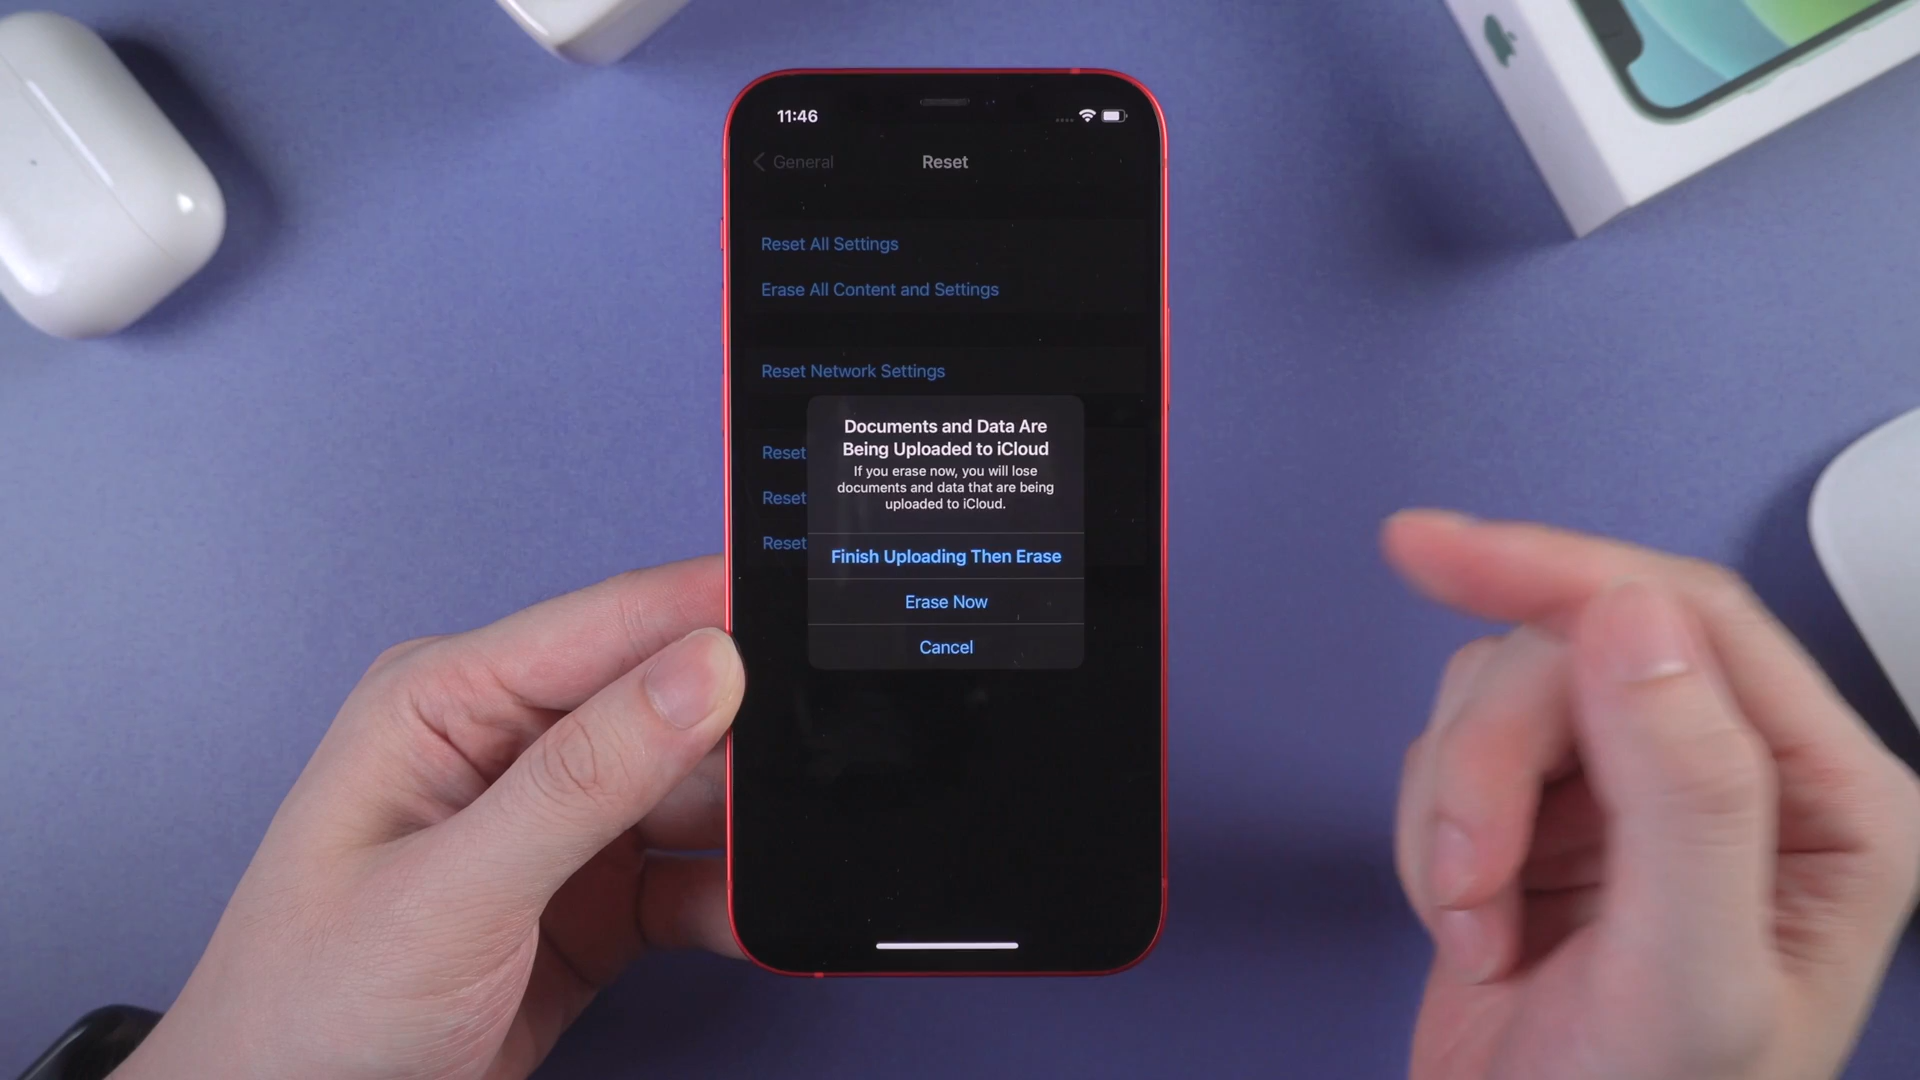 11:46
General
Reset
Reset All Settings
Erase All Content and Settings
Reset Network Settings
Documents and Data Are
Being Uploaded to iCloud
If you erase now, you will lose
documents and data that are being
uploaded to iCloud.
Reset
Reset
Reset
Finish Uploading Then Erase
Erase Now
Cancel